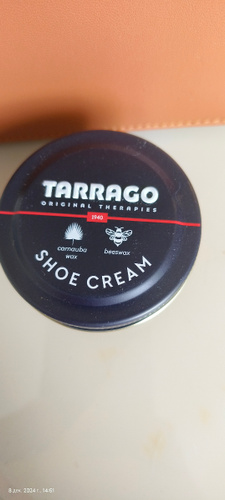 TARRAGO
ORIGINAL THERAPIES
1940
carnauba wax
beeswax
SHOE CREAM